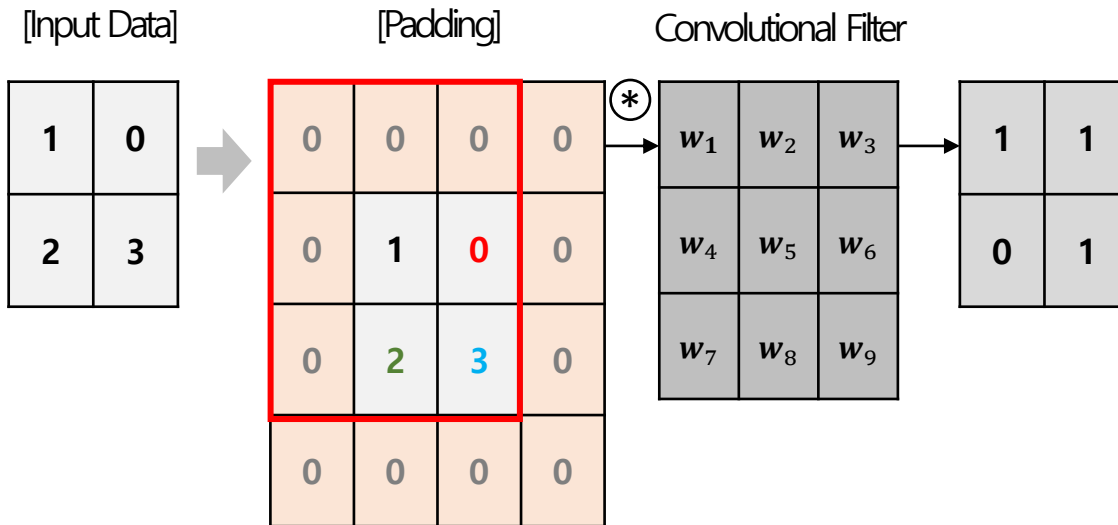 [Input Data] [Padding] Convolutional Filter
0 0 0 0 ⊛ w₁ w₂ w₃ 1 1
1 0
0 1 0 0 w₄ w₅ w₆ 0 1
2 3
0 2 3 0 w₇ w₈ w₉
0 0 0 0